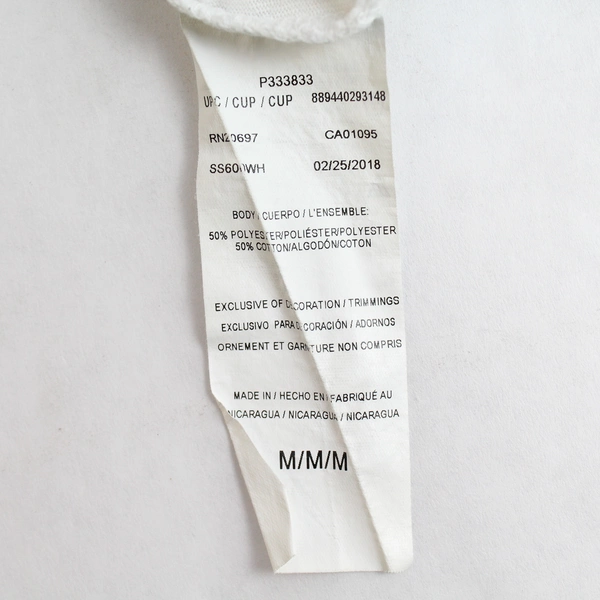 P333833
UPC / CUP / CUP 889440293148
RN20697 CA01095
SS600WH 02/25/2018
BODY / CUERPO / L'ENSEMBLE:
50% POLYESTER/POLIÉSTER/POLYESTER
50% COTTON/ALGODÓN/COTON
EXCLUSIVE OF DECORATION / TRIMMINGS
EXCLUSIVO PARA DECORACIÓN / ADORNOS
ORNEMENT ET GARNITURE NON COMPRIS
MADE IN / HECHO EN / FABRIQUÉ AU
NICARAGUA / NICARAGUA / NICARAGUA
M/M/M